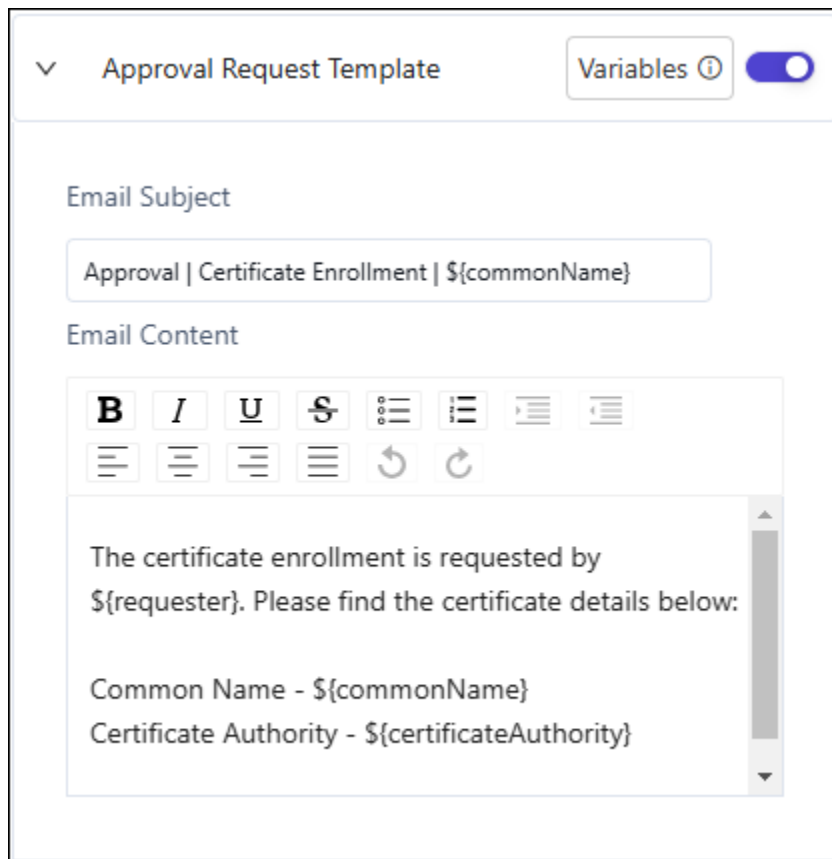 Approval Request Template
Variables
Email Subject
Approval | Certificate Enrollment | ${commonName}
Email Content
B I U S
The certificate enrollment is requested by
${requester}. Please find the certificate details below:
Common Name - ${commonName}
Certificate Authority - ${certificateAuthority}